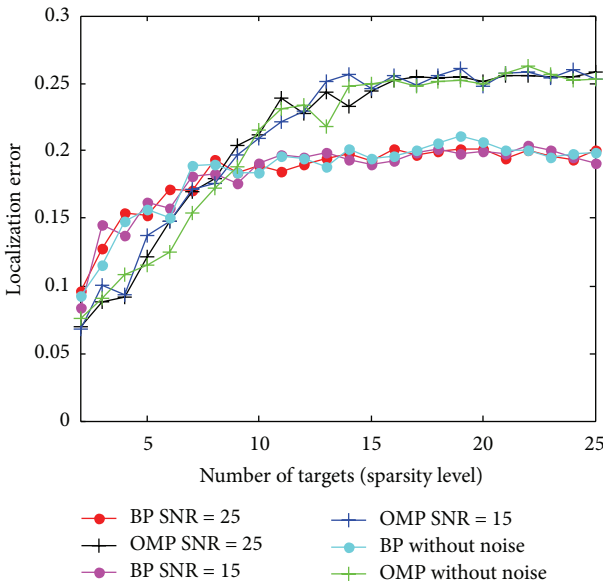 0.3
0.25
0.2
0.15
0.1
0.05
0
Localization error
5 10 15 20 25
Number of targets (sparsity level)
BP SNR = 25
OMP SNR = 25
BP SNR = 15
OMP SNR = 15
BP without noise
OMP without noise